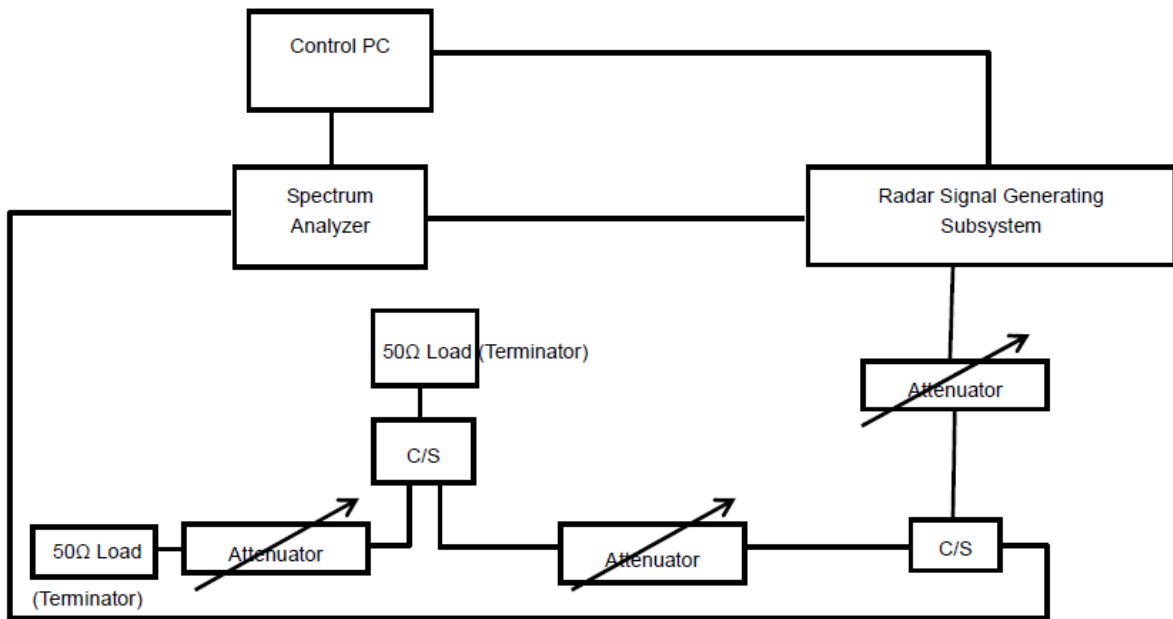 Control PC
Spectrum
Analyzer
Radar Signal Generating
Subsystem
50Ω Load (Terminator)
Attenuator
C/S
50Ω Load
(Terminator)
Attenuator
Attenuator
C/S